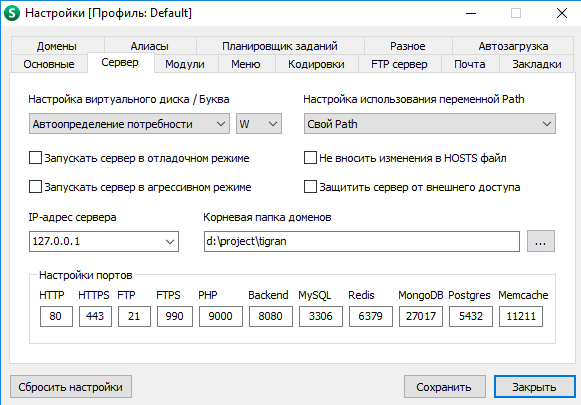 Настройки [Профиль: Default]
Домены Алиасы Планировщик заданий Разное Автозагрузка
Основные Сервер Модули Меню Кодировки FTP сервер Почта Закладки
Настройка виртуального диска / Буква Настройка использования переменной Path
Автоопределение потребности W Свой Path
Запускать сервер в отладочном режиме Не вносить изменения в HOSTS файл
Запускать сервер в агрессивном режиме Защитить сервер от внешнего доступа
IP-адрес сервера Корневая папка доменов
127.0.0.1 d:\project\tigran ...
Настройки портов
HTTP HTTPS FTP FTPS PHP Backend MySQL Redis MongoDB Postgres Memcache
80 443 21 990 9000 8080 3306 6379 27017 5432 11211
Сбросить настройки Сохранить Закрыть